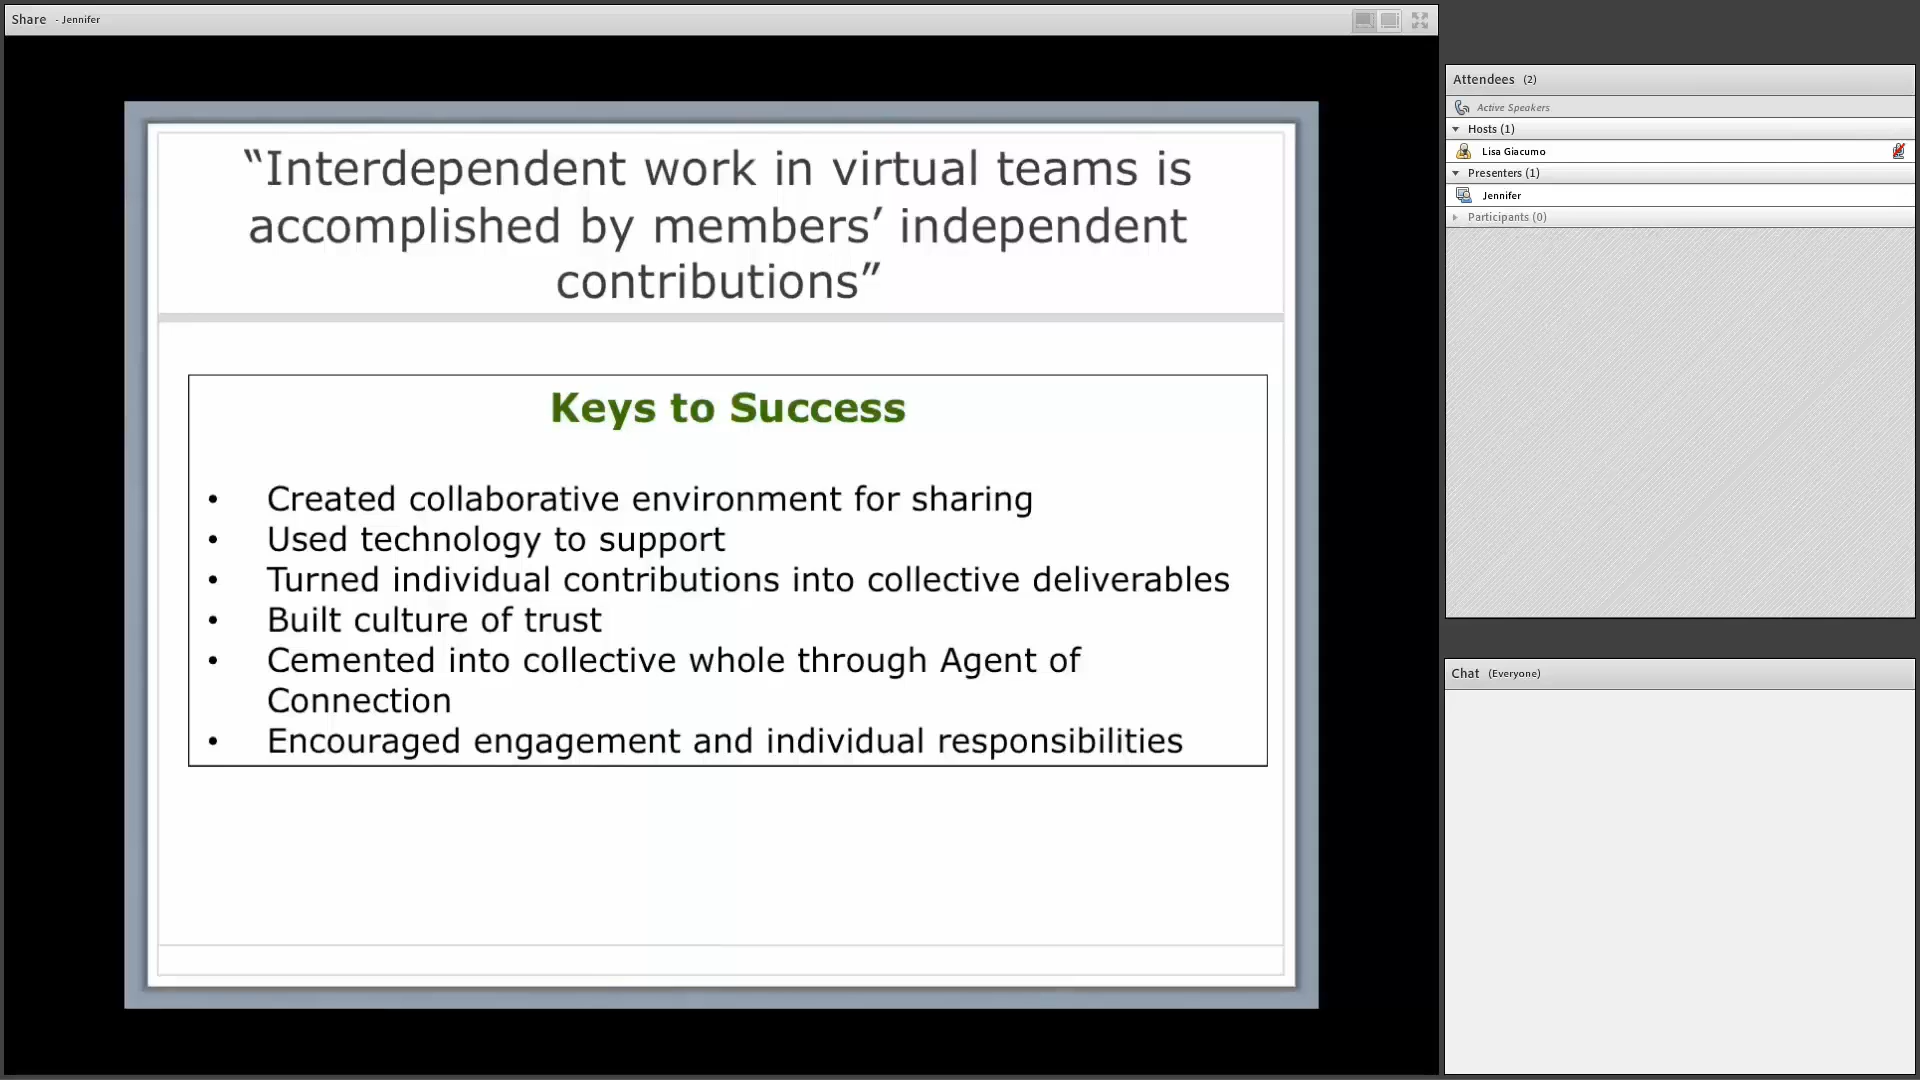 Share - Jennifer
“Interdependent work in virtual teams is
accomplished by members’ independent
contributions”
Keys to Success
• Created collaborative environment for sharing
• Used technology to support
• Turned individual contributions into collective deliverables
• Built culture of trust
• Cemented into collective whole through Agent of
Connection
• Encouraged engagement and individual responsibilities
Attendees (2)
Active Speakers
Hosts (1)
Lisa Giacumo
Presenters (1)
Jennifer
Participants (0)
Chat (Everyone)